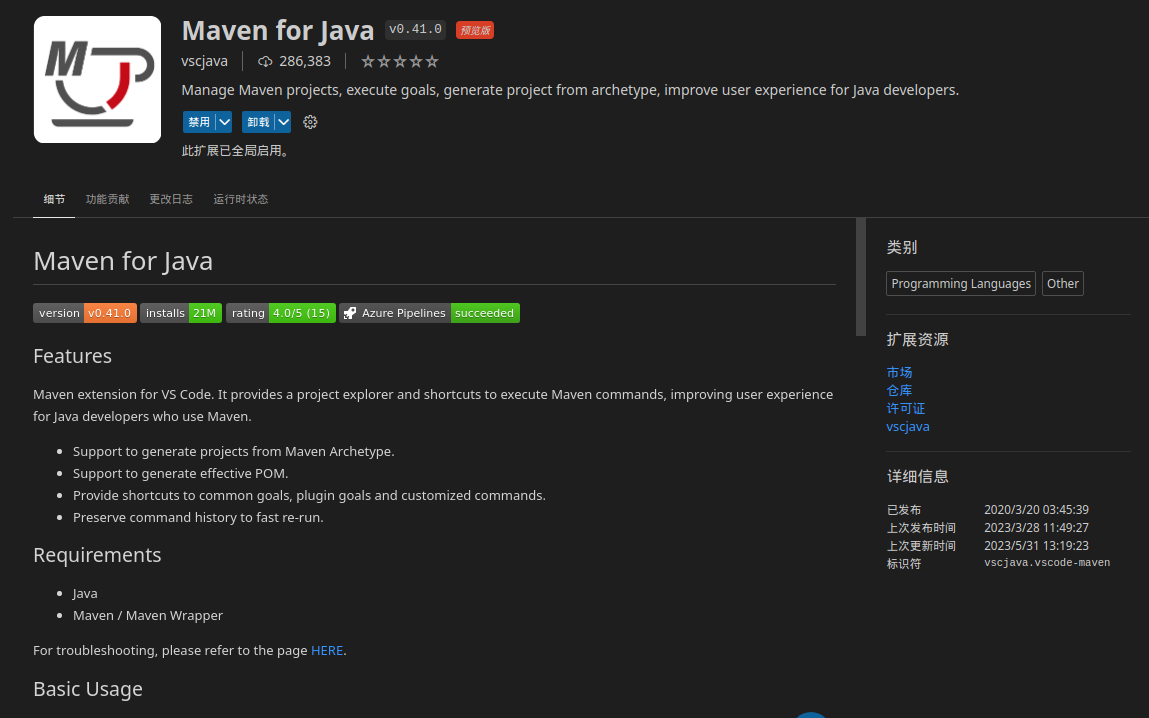 Maven for Java v0.41.0 预览版
vscjava 286,383
Manage Maven projects, execute goals, generate project from archetype, improve user experience for Java developers.
禁用 卸载
此扩展已全局启用。
细节 功能贡献 更改日志 运行时状态
Maven for Java
version v0.41.0 installs 21M rating 4.0/5 (15) Azure Pipelines succeeded
Features
Maven extension for VS Code. It provides a project explorer and shortcuts to execute Maven commands, improving user experience
for Java developers who use Maven.
Support to generate projects from Maven Archetype.
Support to generate effective POM.
Provide shortcuts to common goals, plugin goals and customized commands.
Preserve command history to fast re-run.
Requirements
Java
Maven / Maven Wrapper
For troubleshooting, please refer to the page HERE.
Basic Usage
类别
Programming Languages Other
扩展资源
市场
仓库
许可证
vscjava
详细信息
已发布 2020/3/20 03:45:39
上次发布时间 2023/3/28 11:49:27
上次更新时间 2023/5/31 13:19:23
标识符 vscjava.vscode-maven